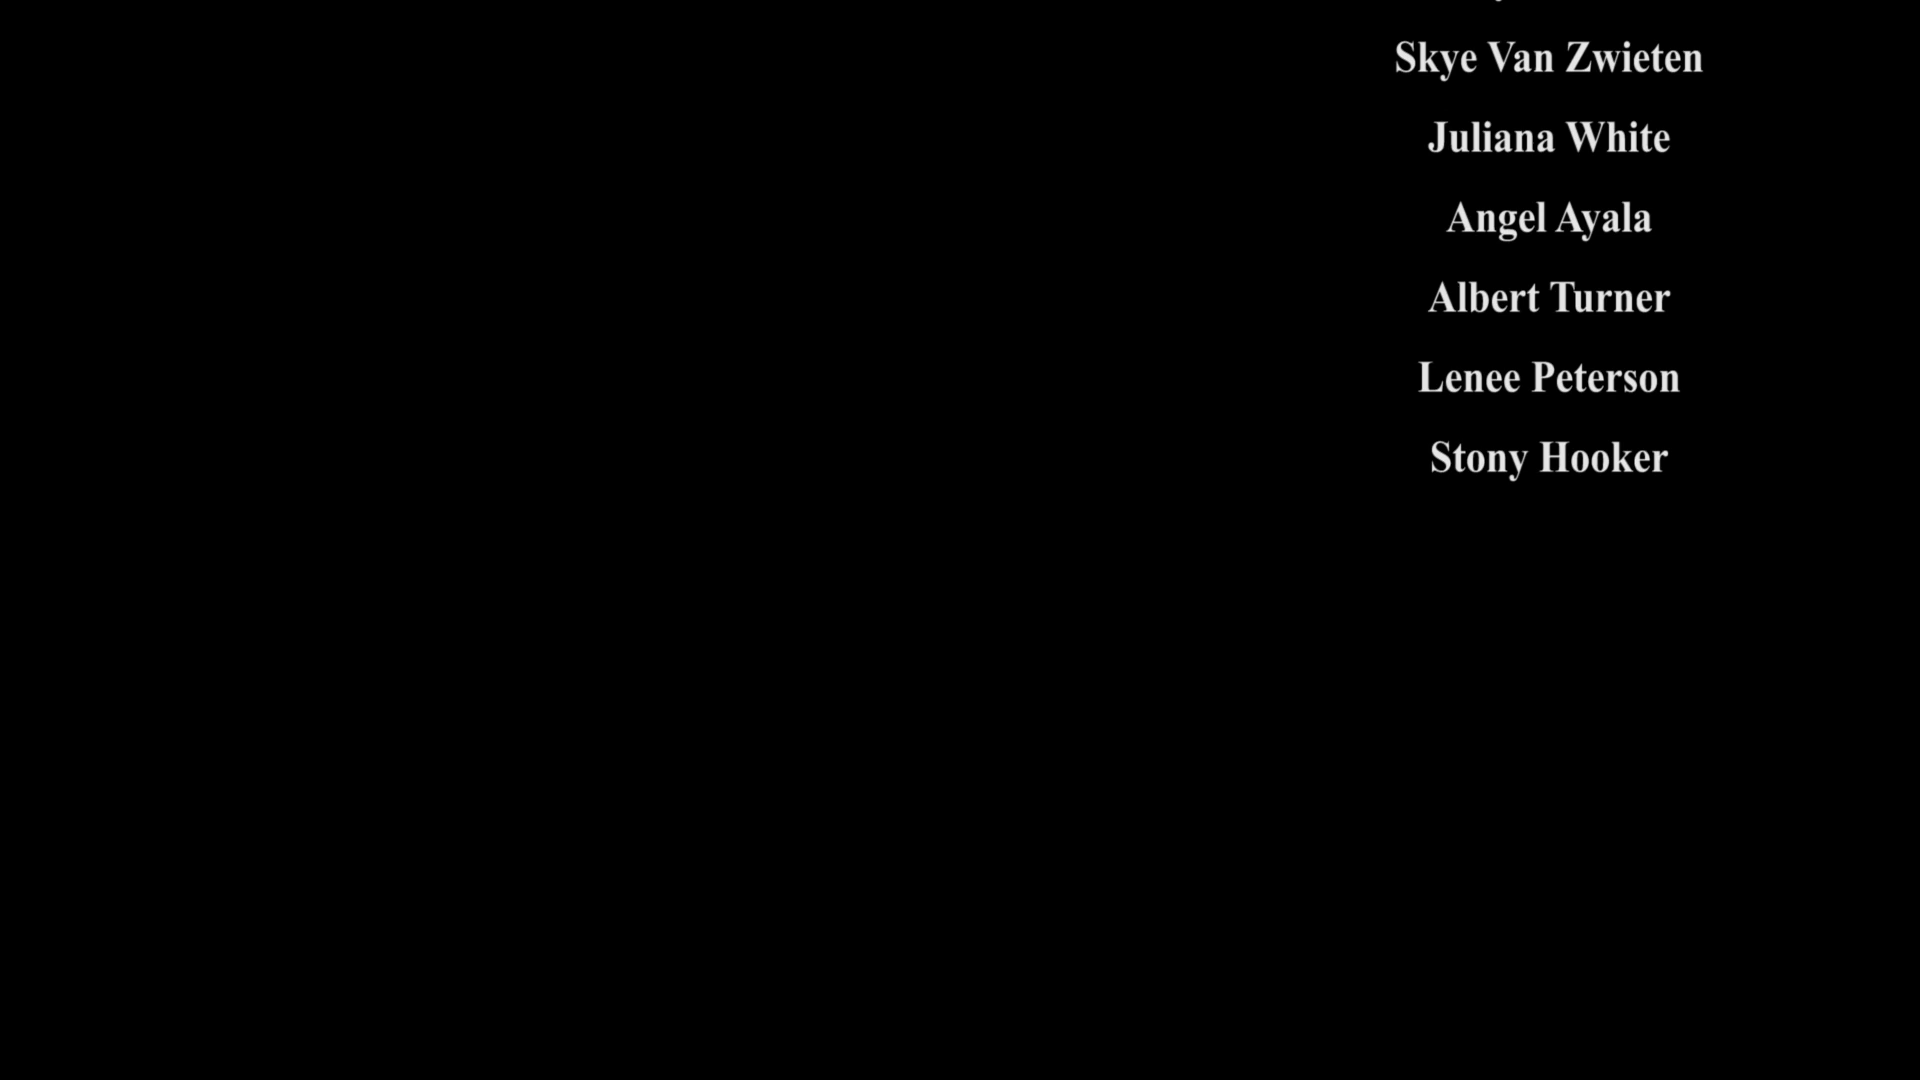 Skye Van Zwieten
Juliana White
Angel Ayala
Albert Turner
Lenee Peterson
Stony Hooker